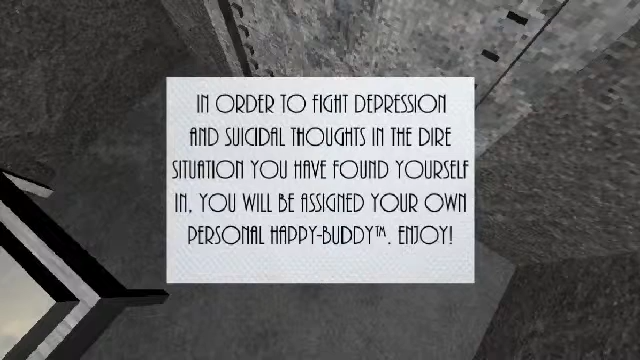 IN ORDER TO FIGHT DEPRESSION
AND SUICIDAL THOUGHTS IN THE DIRE
SITUATION YOU HAVE FOUND YOURSELF
IN, YOU WILL BE ASSIGNED YOUR OWN
PERSONAL HAPPY-BUDDY™. ENJOY!